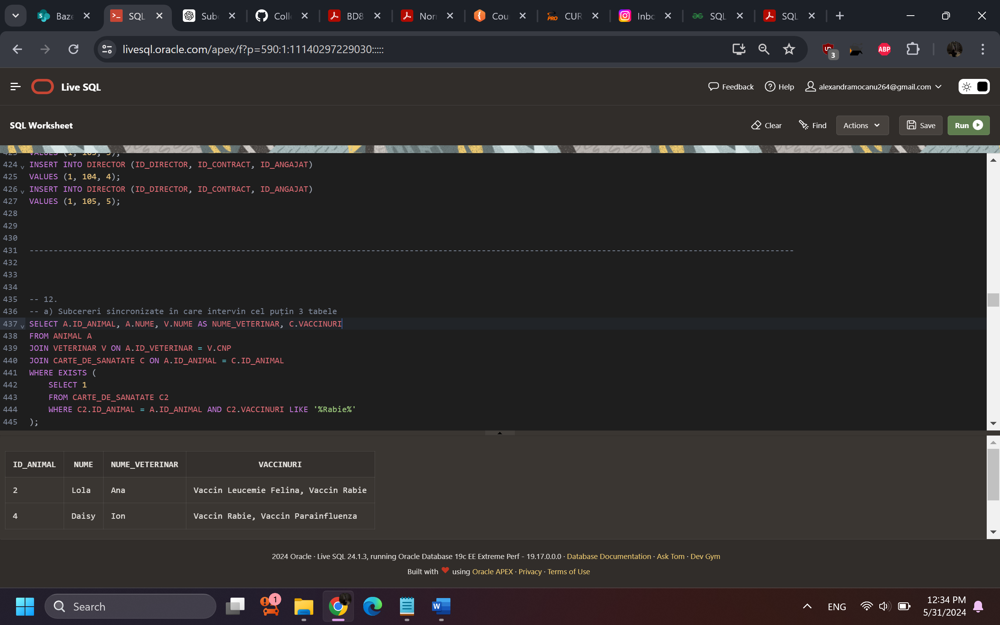 Baze
SQL
Sub
Coll
BD8
Nor
Cou
PRO CUR
Inbo
SQL
SQL
livesql.oracle.com/apex/f?p=590:1:11140297229030:::::
3
ABP
Live SQL
Feedback
Help
alexandramocanu264@gmail.com
SQL Worksheet
Clear
Find
Actions
Save
Run
423 VALUES (1, 103, 3);
424 INSERT INTO DIRECTOR (ID_DIRECTOR, ID_CONTRACT, ID_ANGAJAT)
425 VALUES (1, 104, 4);
426 INSERT INTO DIRECTOR (ID_DIRECTOR, ID_CONTRACT, ID_ANGAJAT)
427 VALUES (1, 105, 5);
428
429
430
431 ---------------------------------------------------------------------------------------------------------------------------------------------------------------
432
433
434
435 -- 12.
436 -- a) Subcereri sincronizate în care intervin cel puțin 3 tabele
437 SELECT A.ID_ANIMAL, A.NUME, V.NUME AS NUME_VETERINAR, C.VACCINURI
438 FROM ANIMAL A
439 JOIN VETERINAR V ON A.ID_VETERINAR = V.CNP
440 JOIN CARTE_DE_SANATATE C ON A.ID_ANIMAL = C.ID_ANIMAL
441 WHERE EXISTS (
442 SELECT 1
443 FROM CARTE_DE_SANATATE C2
444 WHERE C2.ID_ANIMAL = A.ID_ANIMAL AND C2.VACCINURI LIKE '%Rabie%'
445 );
ID_ANIMAL NUME NUME_VETERINAR VACCINURI
2 Lola Ana Vaccin Leucemie Felina, Vaccin Rabie
4 Daisy Ion Vaccin Rabie, Vaccin Parainfluenza
2024 Oracle · Live SQL 24.1.3, running Oracle Database 19c EE Extreme Perf - 19.17.0.0.0 · Database Documentation · Ask Tom · Dev Gym
Built with ❤ using Oracle APEX · Privacy · Terms of Use
Search
1
W
ENG
12:34 PM
5/31/2024